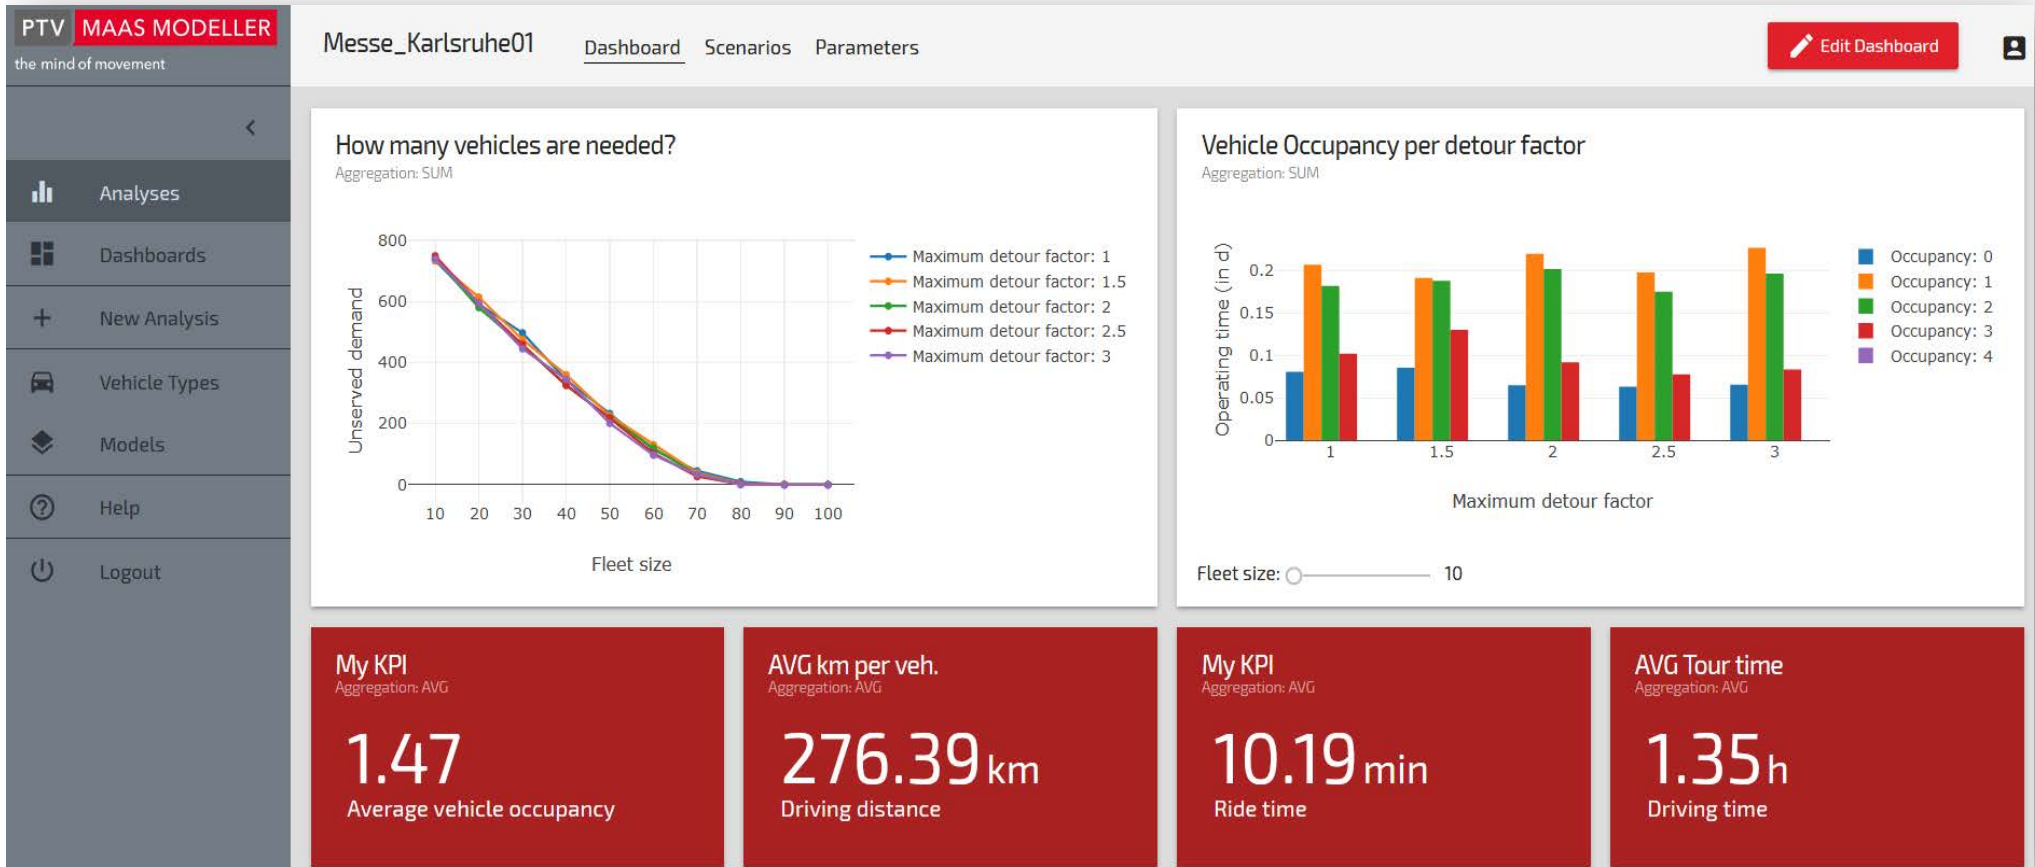 PTV MAAS MODELLER
the mind of movement
Analyses
Dashboards
New Analysis
Vehicle Types
Models
Help
Logout
Messe_Karlsruhe01 Dashboard Scenarios Parameters Edit Dashboard
How many vehicles are needed?
Aggregation: SUM
Unserved demand
800
600
400
200
0
10 20 30 40 50 60 70 80 90 100
Fleet size
Maximum detour factor: 1
Maximum detour factor: 1.5
Maximum detour factor: 2
Maximum detour factor: 2.5
Maximum detour factor: 3
Vehicle Occupancy per detour factor
Aggregation: SUM
Operating time (in d)
0.2
0.15
0.1
0.05
0
1 1.5 2 2.5 3
Maximum detour factor
Occupancy: 0
Occupancy: 1
Occupancy: 2
Occupancy: 3
Occupancy: 4
Fleet size: 10
My KPI
Aggregation: AVG
1.47
Average vehicle occupancy
AVG km per veh.
Aggregation: AVG
276.39 km
Driving distance
My KPI
Aggregation: AVG
10.19 min
Ride time
AVG Tour time
Aggregation: AVG
1.35 h
Driving time